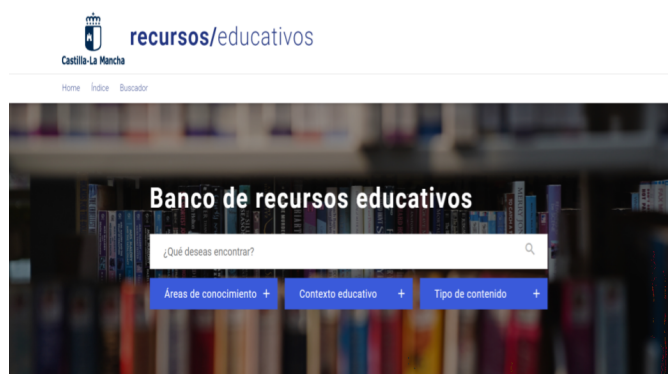 recursos/educativos
Castilla-La Mancha
Home Índice Buscador
Banco de recursos educativos
¿Qué deseas encontrar?
Áreas de conocimiento + Contexto educativo + Tipo de contenido +